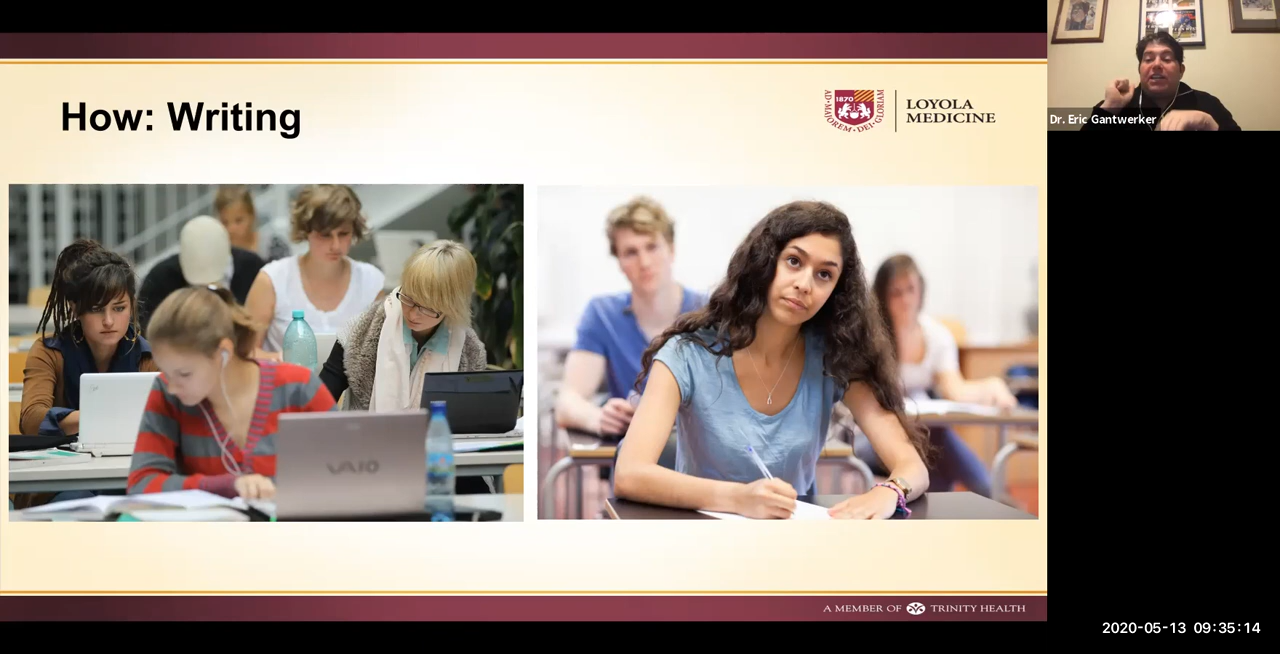 How: Writing
AD·MAIOREM·DEI·GLORIAM
1870
LOYOLA
MEDICINE
Dr. Eric Gantwerker
VAIO
A MEMBER OF TRINITY HEALTH
2020-05-13 09:35:14